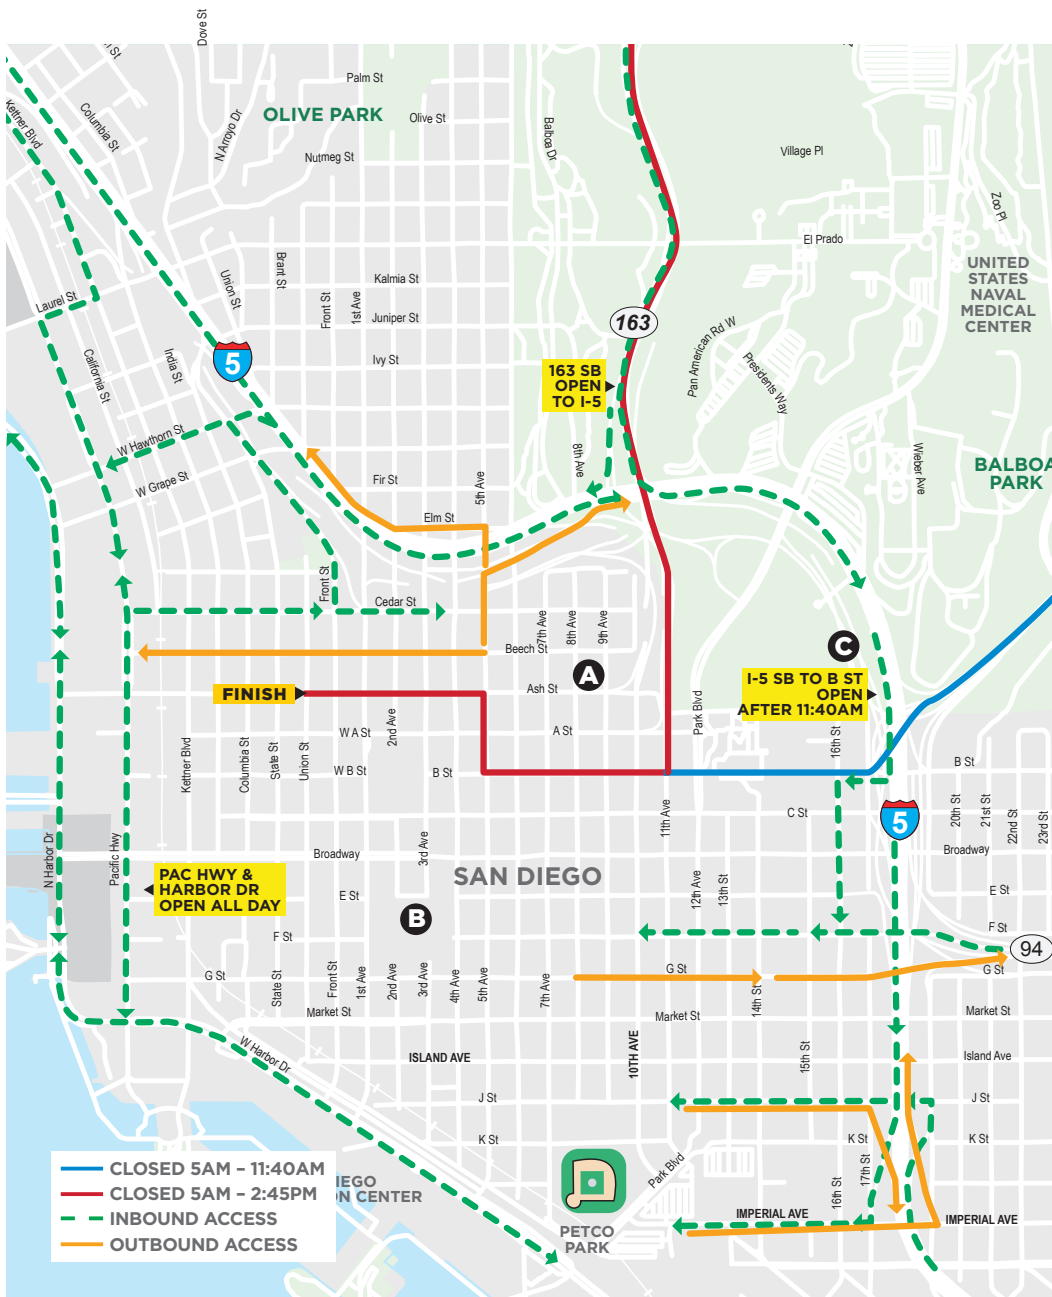 Dove St
Palm St
OLIVE PARK
Olive St
Columbia St
Kettner Blvd
N Arroyo Dr
Balboa Dr
Nutmeg St
Village Pl
Zoo Pl
El Prado
UNITED
STATES
NAVAL
MEDICAL
CENTER
Brant St
Union St
Kalmia St
Laurel St
Front St
1st Ave
Juniper St
163
California St
India St
5
Ivy St
Pan American Rd W
Presidents Way
163 SB
OPEN
TO I-5
W Hawthorn St
W Grape St
Fir St
5th Ave
8th Ave
Wieber Ave
BALBOA
PARK
Elm St
Front St
Cedar St
7th Ave
8th Ave
9th Ave
Beech St
C
A
I-5 SB TO B ST
OPEN
AFTER 11:40AM
FINISH
Ash St
Park Blvd
16th St
2nd Ave
W A St
A St
Kettner Blvd
Columbia St
State St
Union St
W B St
B St
B St
11th Ave
C St
5
20th St
21st St
22nd St
23rd St
N Harbor Dr
Pacific Hwy
Broadway
3rd Ave
Broadway
PAC HWY &
HARBOR DR
OPEN ALL DAY
SAN DIEGO
12th Ave
13th St
E St
E St
B
F St
F St
94
G St
State St
Front St
1st Ave
2nd Ave
3rd Ave
4th Ave
5th Ave
7th Ave
G St
14th St
G St
Market St
Market St
Market St
W Harbor Dr
ISLAND AVE
10TH AVE
15th St
Island Ave
J St
J St
K St
K St
K St
Park Blvd
17th St
16th St
IMPERIAL AVE
IMPERIAL AVE
PETCO
PARK
IEGO
ON CENTER
CLOSED 5AM – 11:40AM
CLOSED 5AM – 2:45PM
INBOUND ACCESS
OUTBOUND ACCESS